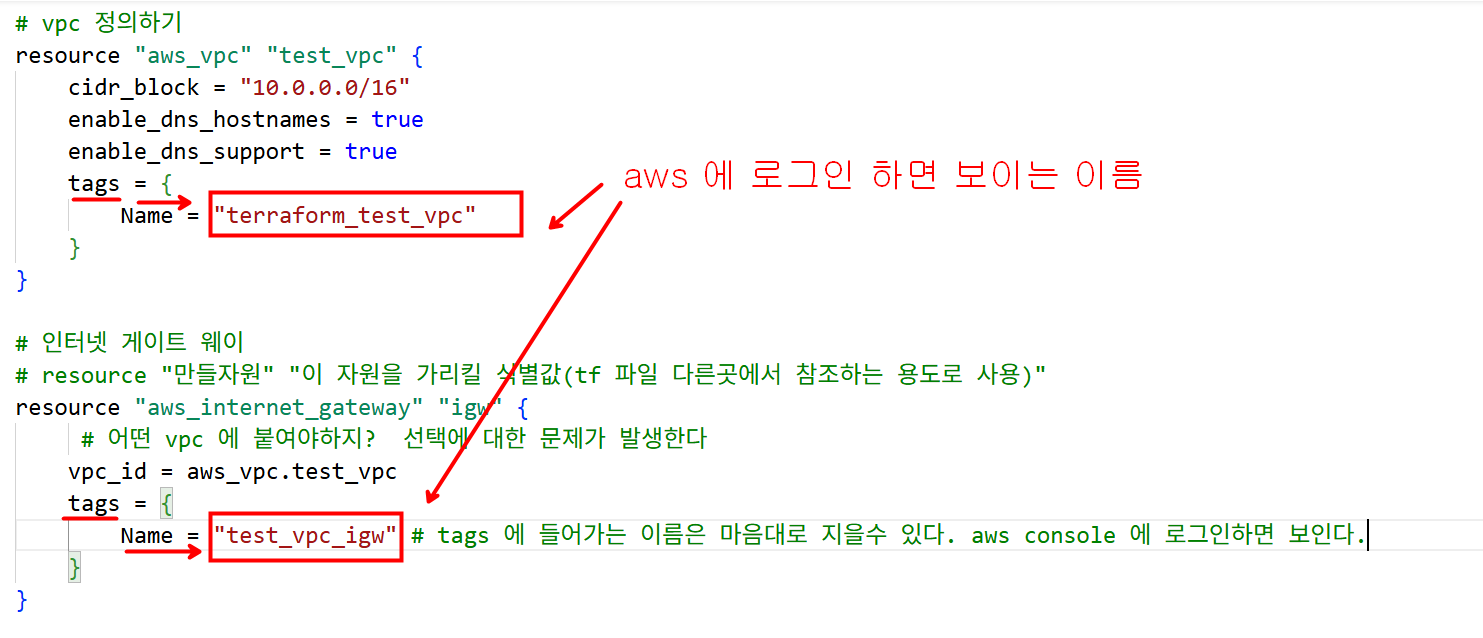 # vpc 정의하기
resource "aws_vpc" "test_vpc" {
    cidr_block = "10.0.0.0/16"
    enable_dns_hostnames = true
    enable_dns_support = true
    tags = {
        Name = "terraform_test_vpc"
    }
}
aws 에 로그인 하면 보이는 이름
# 인터넷 게이트 웨이
# resource "만들자원" "이 자원을 가리킬 식별값(tf 파일 다른곳에서 참조하는 용도로 사용)"
resource "aws_internet_gateway" "igw" {
     # 어떤 vpc 에 붙여야하지?  선택에 대한 문제가 발생한다
    vpc_id = aws_vpc.test_vpc
    tags = {
        Name = "test_vpc_igw" # tags 에 들어가는 이름은 마음대로 지을수 있다. aws console 에 로그인하면 보인다.
    }
}